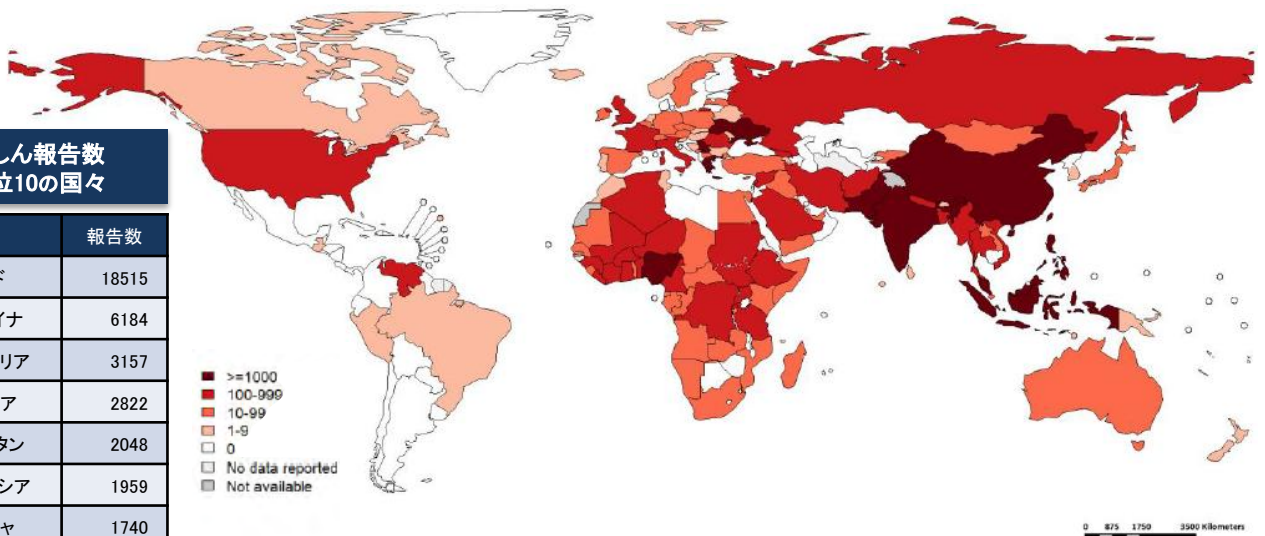 しん報告数
位10の国々
報告数
ド 18515
イナ 6184
リア 3157
ア 2822
タン 2048
シア 1959
ャ 1740
>=1000
100-999
10-99
1-9
0
No data reported
Not available
0 875 1750 3500 Kilometers